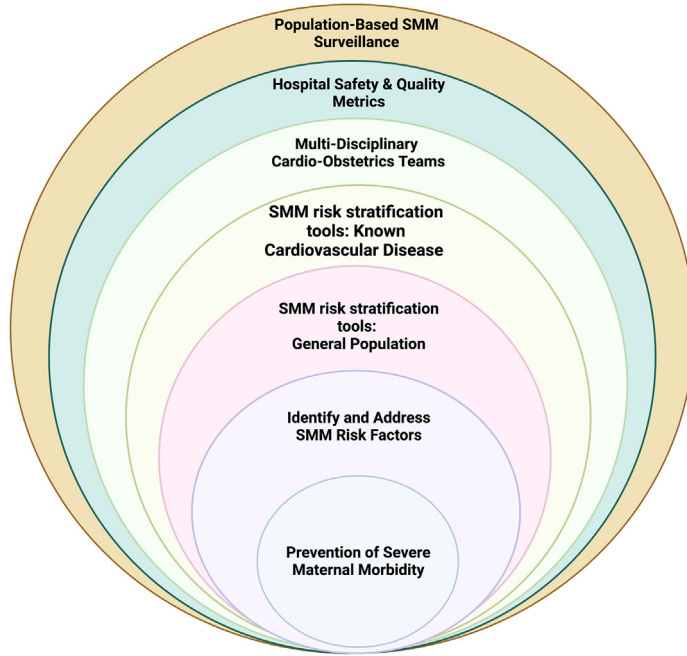 Population-Based SMM
Surveillance
Hospital Safety & Quality
Metrics
Multi-Disciplinary
Cardio-Obstetrics Teams
SMM risk stratification
tools: Known
Cardiovascular Disease
SMM risk stratification
tools:
General Population
Identify and Address
SMM Risk Factors
Prevention of Severe
Maternal Morbidity